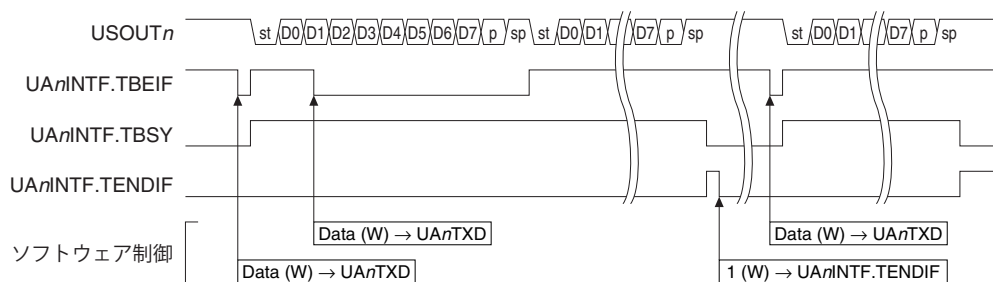 USOUTn st D0 D1 D2 D3 D4 D5 D6 D7 p sp st D0 D1 D7 p sp st D0 D1 D7 p sp
UAnINTF.TBEIF
UAnINTF.TBSY
UAnINTF.TENDIF
ソフトウェア制御
Data (W) → UAnTXD Data (W) → UAnTXD
Data (W) → UAnTXD 1 (W) → UAnINTF.TENDIF